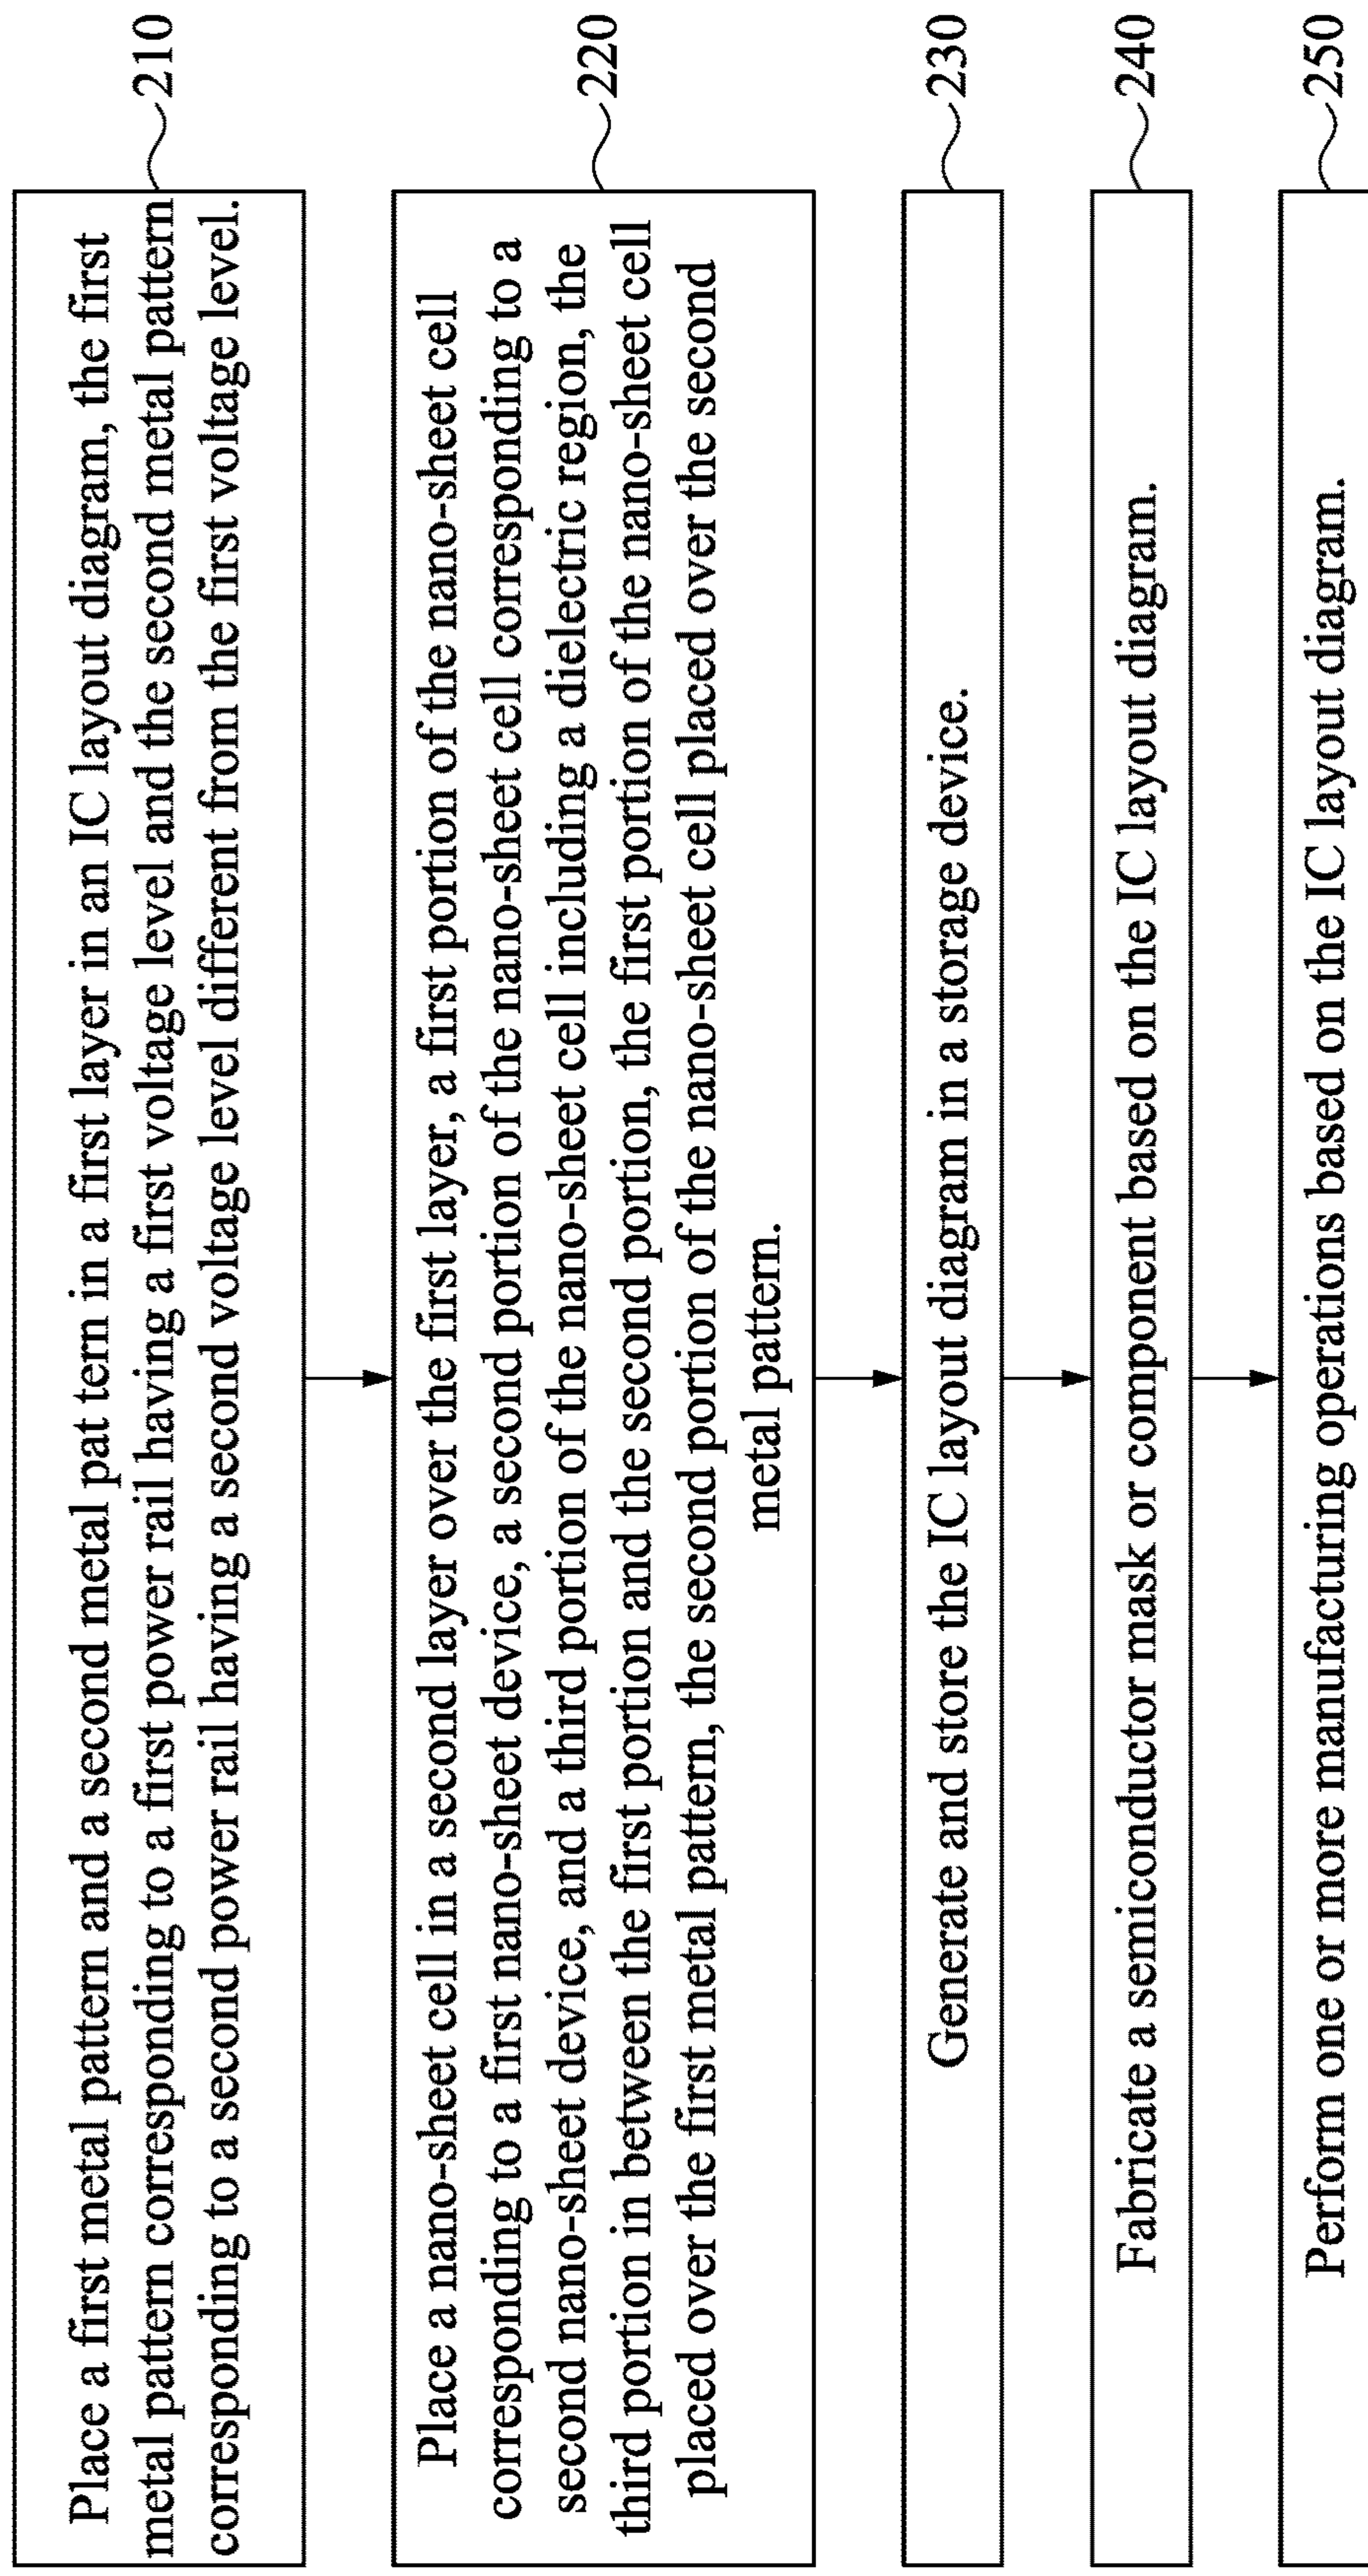 Place a first metal pattern and a second metal pat tern in a first layer in an IC layout diagram, the first
metal pattern corresponding to a first power rail having a first voltage level and the second metal pattern
corresponding to a second power rail having a second voltage level different from the first voltage level.
210
Place a nano-sheet cell in a second layer over the first layer, a first portion of the nano-sheet cell
corresponding to a first nano-sheet device, a second portion of the nano-sheet cell corresponding to a
second nano-sheet device, and a third portion of the nano-sheet cell including a dielectric region, the
third portion in between the first portion and the second portion, the first portion of the nano-sheet cell
placed over the first metal pattern, the second portion of the nano-sheet cell placed over the second
metal pattern.
220
Generate and store the IC layout diagram in a storage device.
230
Fabricate a semiconductor mask or component based on the IC layout diagram.
240
Perform one or more manufacturing operations based on the IC layout diagram.
250